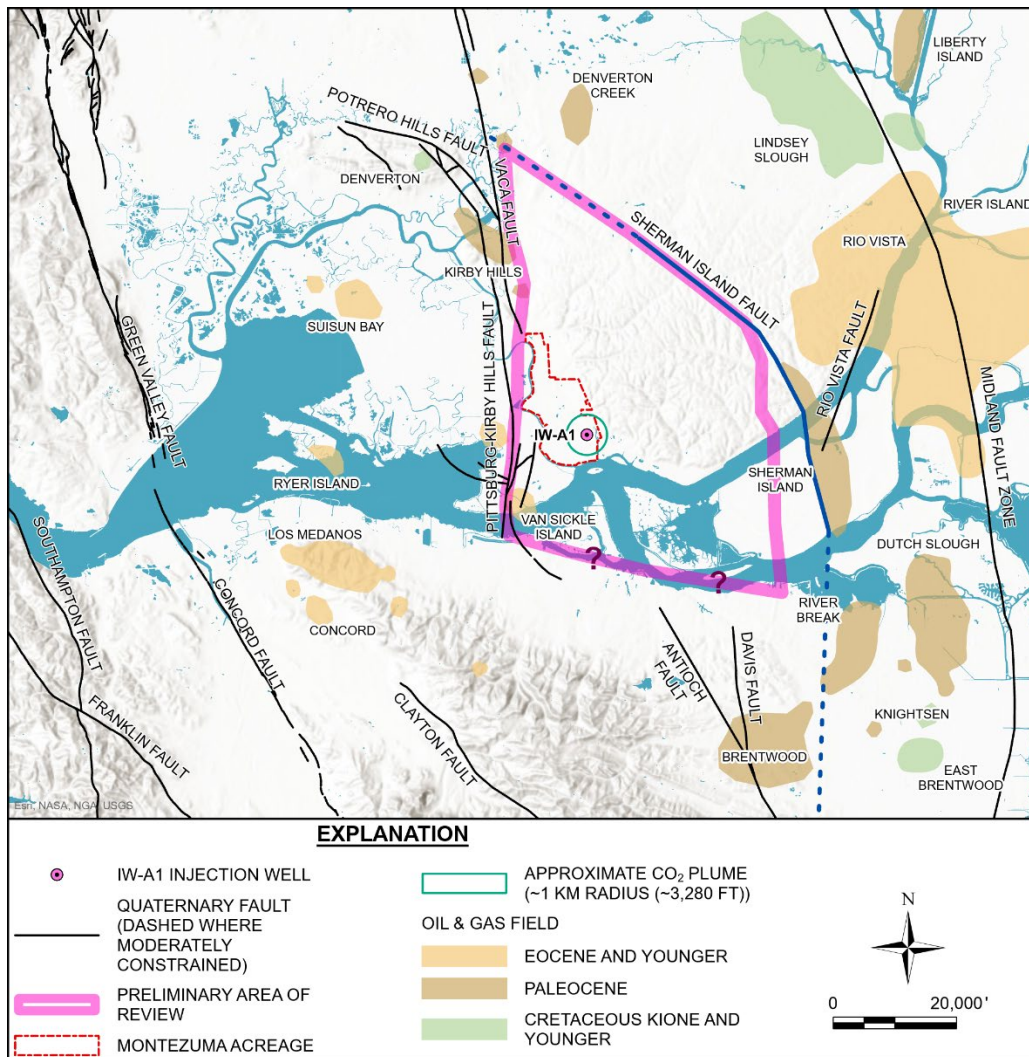 LIBERTY
ISLAND
DENVERTON
CREEK
POTRERO HILLS FAULT
LINDSEY
SLOUGH
DENVERTON
VACA FAULT
RIVER ISLAND
SHERMAN ISLAND FAULT
RIO VISTA
KIRBY HILLS
SUISUN BAY
GREEN VALLEY FAULT
PITTSBURG-KIRBY HILLS FAULT
RIO VISTA FAULT
MIDLAND FAULT ZONE
IW-A1
RYER ISLAND
SHERMAN
ISLAND
VAN SICKLE
ISLAND
SOUTHAMPTON FAULT
LOS MEDANOS
DUTCH SLOUGH
?
?
RIVER
BREAK
CONCORD FAULT
CONCORD
ANTIOCH
FAULT
DAVIS FAULT
FRANKLIN FAULT
CLAYTON FAULT
KNIGHTSEN
BRENTWOOD
EAST
BRENTWOOD
Esri, NASA, NGA, USGS
EXPLANATION
IW-A1 INJECTION WELL
QUATERNARY FAULT
(DASHED WHERE
MODERATELY
CONSTRAINED)
PRELIMINARY AREA OF
REVIEW
MONTEZUMA ACREAGE
APPROXIMATE CO₂ PLUME
(~1 KM RADIUS (~3,280 FT))
OIL & GAS FIELD
EOCENE AND YOUNGER
PALEOCENE
CRETACEOUS KIONE AND
YOUNGER
N
0 20,000'